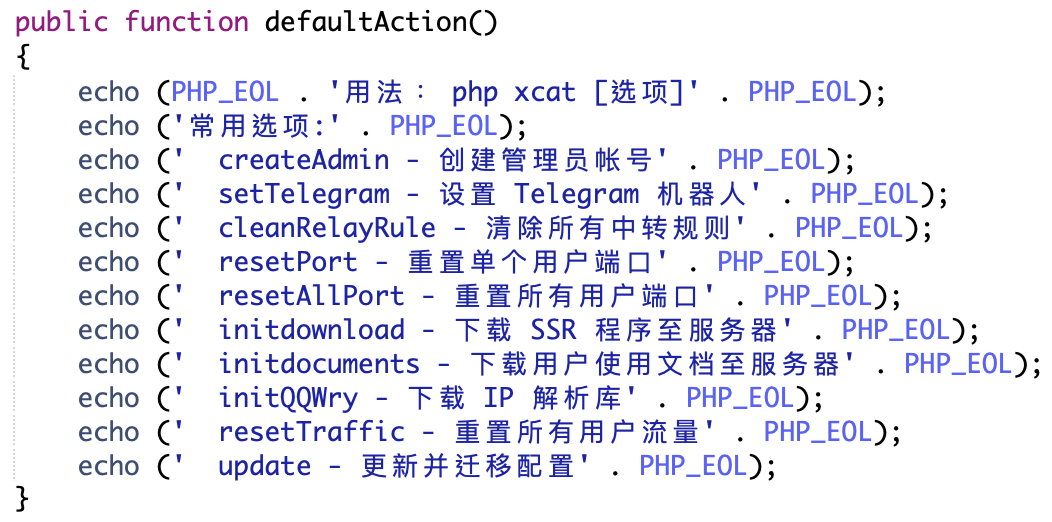 public function defaultAction()
{
    echo (PHP_EOL . '用法： php xcat [选项]' . PHP_EOL);
    echo ('常用选项:' . PHP_EOL);
    echo ('  createAdmin - 创建管理员帐号' . PHP_EOL);
    echo ('  setTelegram - 设置 Telegram 机器人' . PHP_EOL);
    echo ('  cleanRelayRule - 清除所有中转规则' . PHP_EOL);
    echo ('  resetPort - 重置单个用户端口' . PHP_EOL);
    echo ('  resetAllPort - 重置所有用户端口' . PHP_EOL);
    echo ('  initdownload - 下载 SSR 程序至服务器' . PHP_EOL);
    echo ('  initdocuments - 下载用户使用文档至服务器' . PHP_EOL);
    echo ('  initQQWry - 下载 IP 解析库' . PHP_EOL);
    echo ('  resetTraffic - 重置所有用户流量' . PHP_EOL);
    echo ('  update - 更新并迁移配置' . PHP_EOL);
}